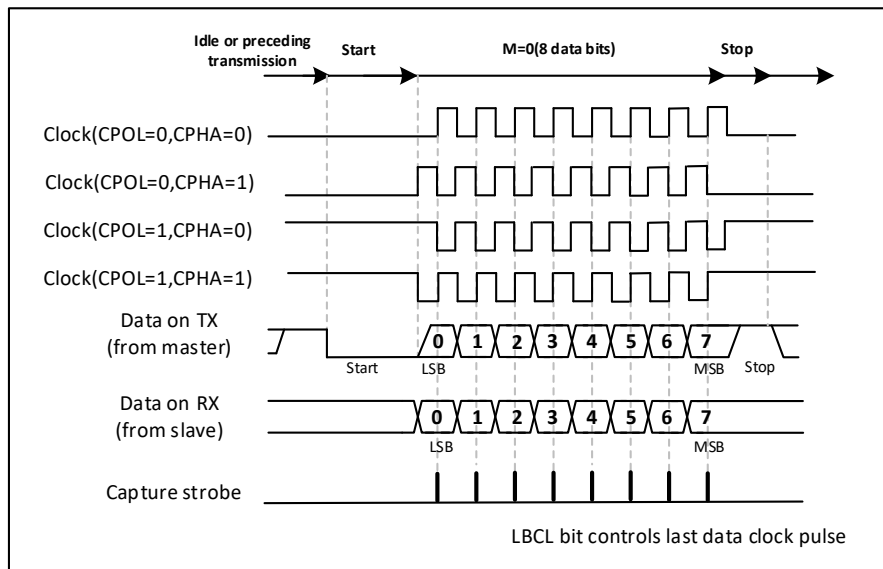 Idle or preceding
transmission
Start
M=0(8 data bits)
Stop
Clock(CPOL=0,CPHA=0)
Clock(CPOL=0,CPHA=1)
Clock(CPOL=1,CPHA=0)
Clock(CPOL=1,CPHA=1)
Data on TX
(from master)
0 1 2 3 4 5 6 7
Start
LSB
MSB
Stop
Data on RX
(from slave)
0 1 2 3 4 5 6 7
LSB
MSB
Capture strobe
LBCL bit controls last data clock pulse